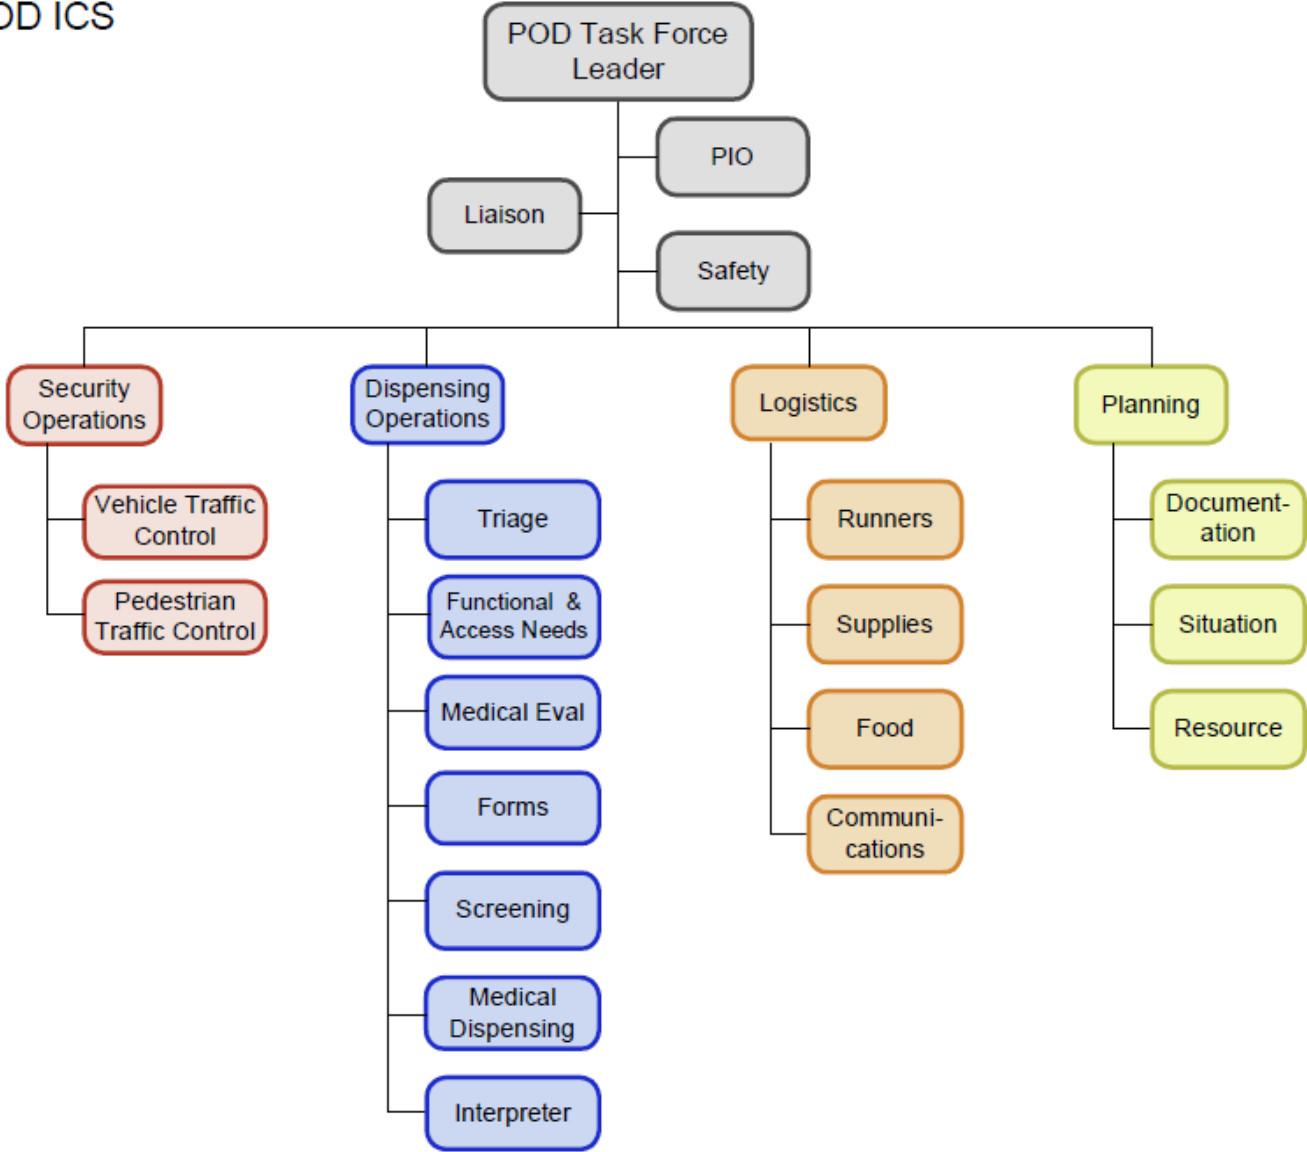 OD ICS
POD Task Force
Leader
PIO
Liaison
Safety
Security
Operations
Vehicle Traffic
Control
Pedestrian
Traffic Control
Dispensing
Operations
Triage
Functional &
Access Needs
Medical Eval
Forms
Screening
Medical
Dispensing
Interpreter
Logistics
Runners
Supplies
Food
Communi-
cations
Planning
Document-
ation
Situation
Resource